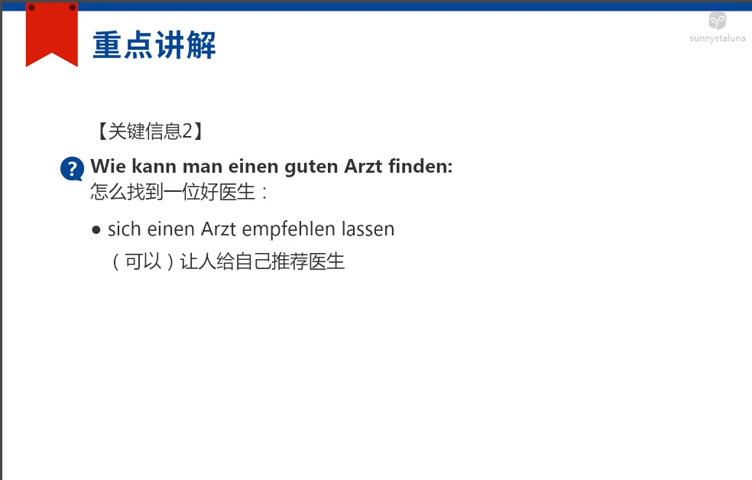 sunnystaluna
重点讲解
【关键信息2】
? Wie kann man einen guten Arzt finden:
怎么找到一位好医生：
● sich einen Arzt empfehlen lassen
（可以）让人给自己推荐医生